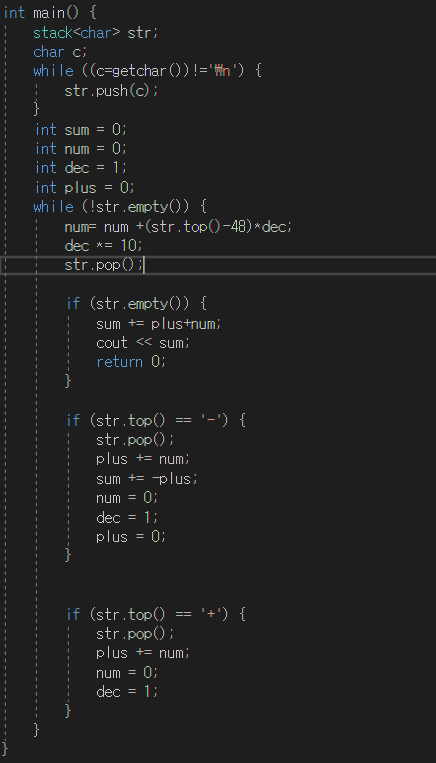 int main() {
stack<char> str;
char c;
while ((c=getchar())!='₩n') {
str.push(c);
}
int sum = 0;
int num = 0;
int dec = 1;
int plus = 0;
while (!str.empty()) {
num= num +(str.top()-48)*dec;
dec *= 10;
str.pop();
if (str.empty()) {
sum += plus+num;
cout << sum;
return 0;
}
if (str.top() == '-') {
str.pop();
plus += num;
sum += -plus;
num = 0;
dec = 1;
plus = 0;
}
if (str.top() == '+') {
str.pop();
plus += num;
num = 0;
dec = 1;
}
}
}